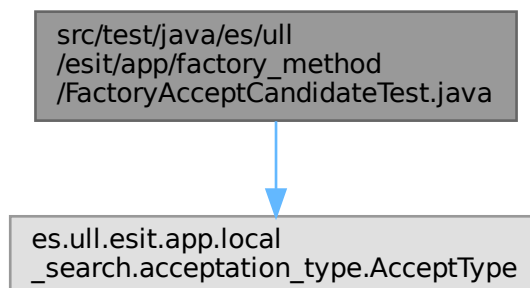 src/test/java/es/ull
/esit/app/factory_method
/FactoryAcceptCandidateTest.java
es.ull.esit.app.local
_search.acceptation_type.AcceptType